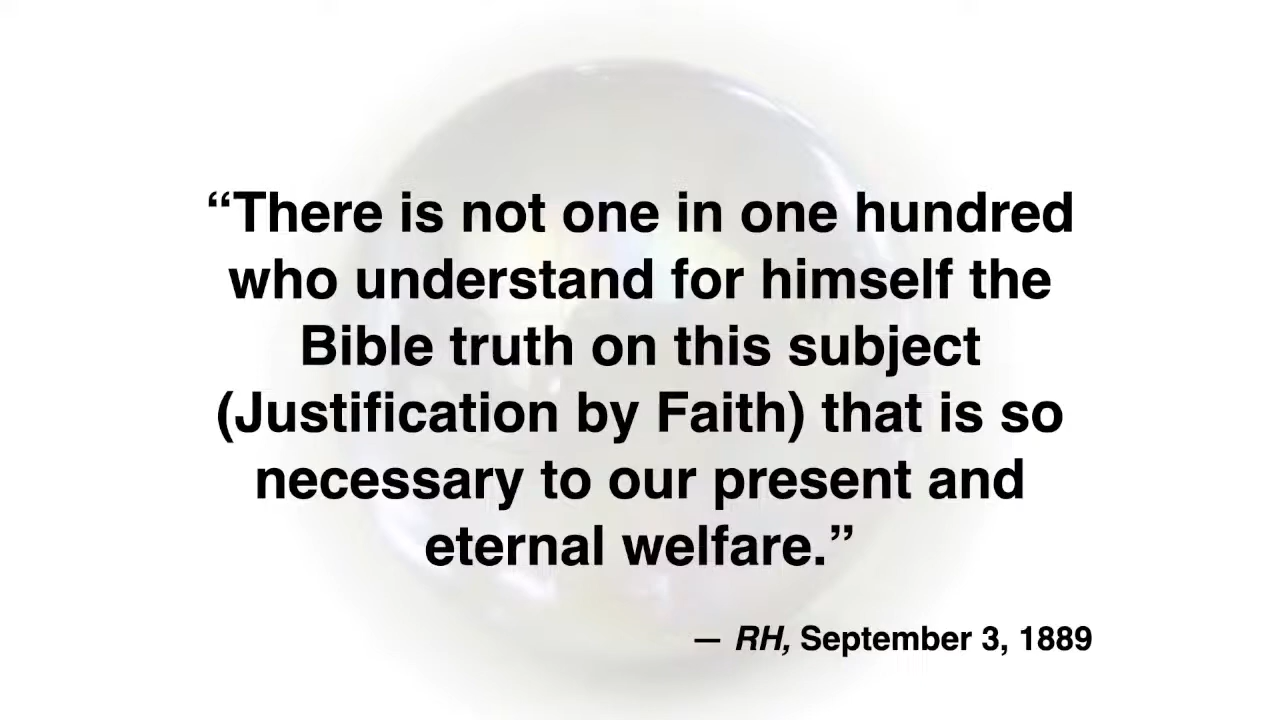 “There is not one in one hundred
who understand for himself the
Bible truth on this subject
(Justification by Faith) that is so
necessary to our present and
eternal welfare.”
— RH, September 3, 1889